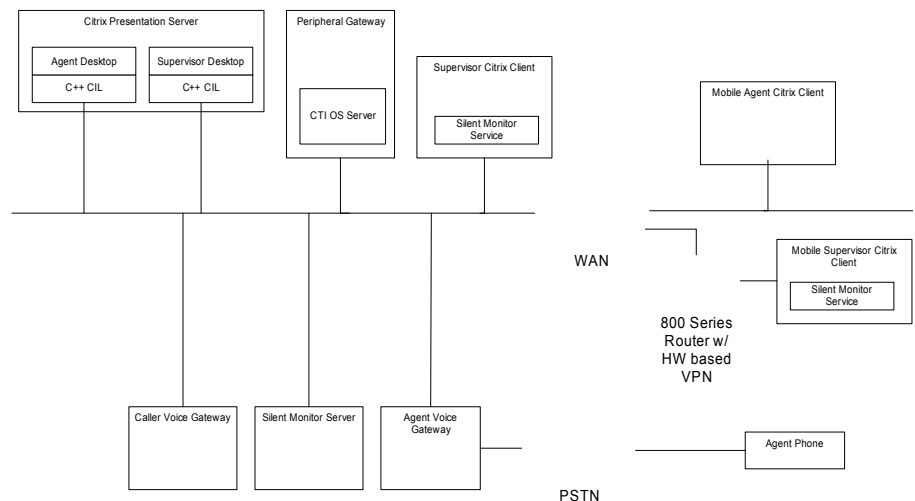 Citrix Presentation Server
Agent Desktop
C++ CIL
Supervisor Desktop
C++ CIL
Peripheral Gateway
CTI OS Server
Supervisor Citrix Client
Silent Monitor
Service
Mobile Agent Citrix Client
WAN
Mobile Supervisor Citrix
Client
Silent Monitor
Service
800 Series
Router w/
HW based
VPN
Caller Voice Gateway
Silent Monitor Server
Agent Voice
Gateway
Agent Phone
PSTN